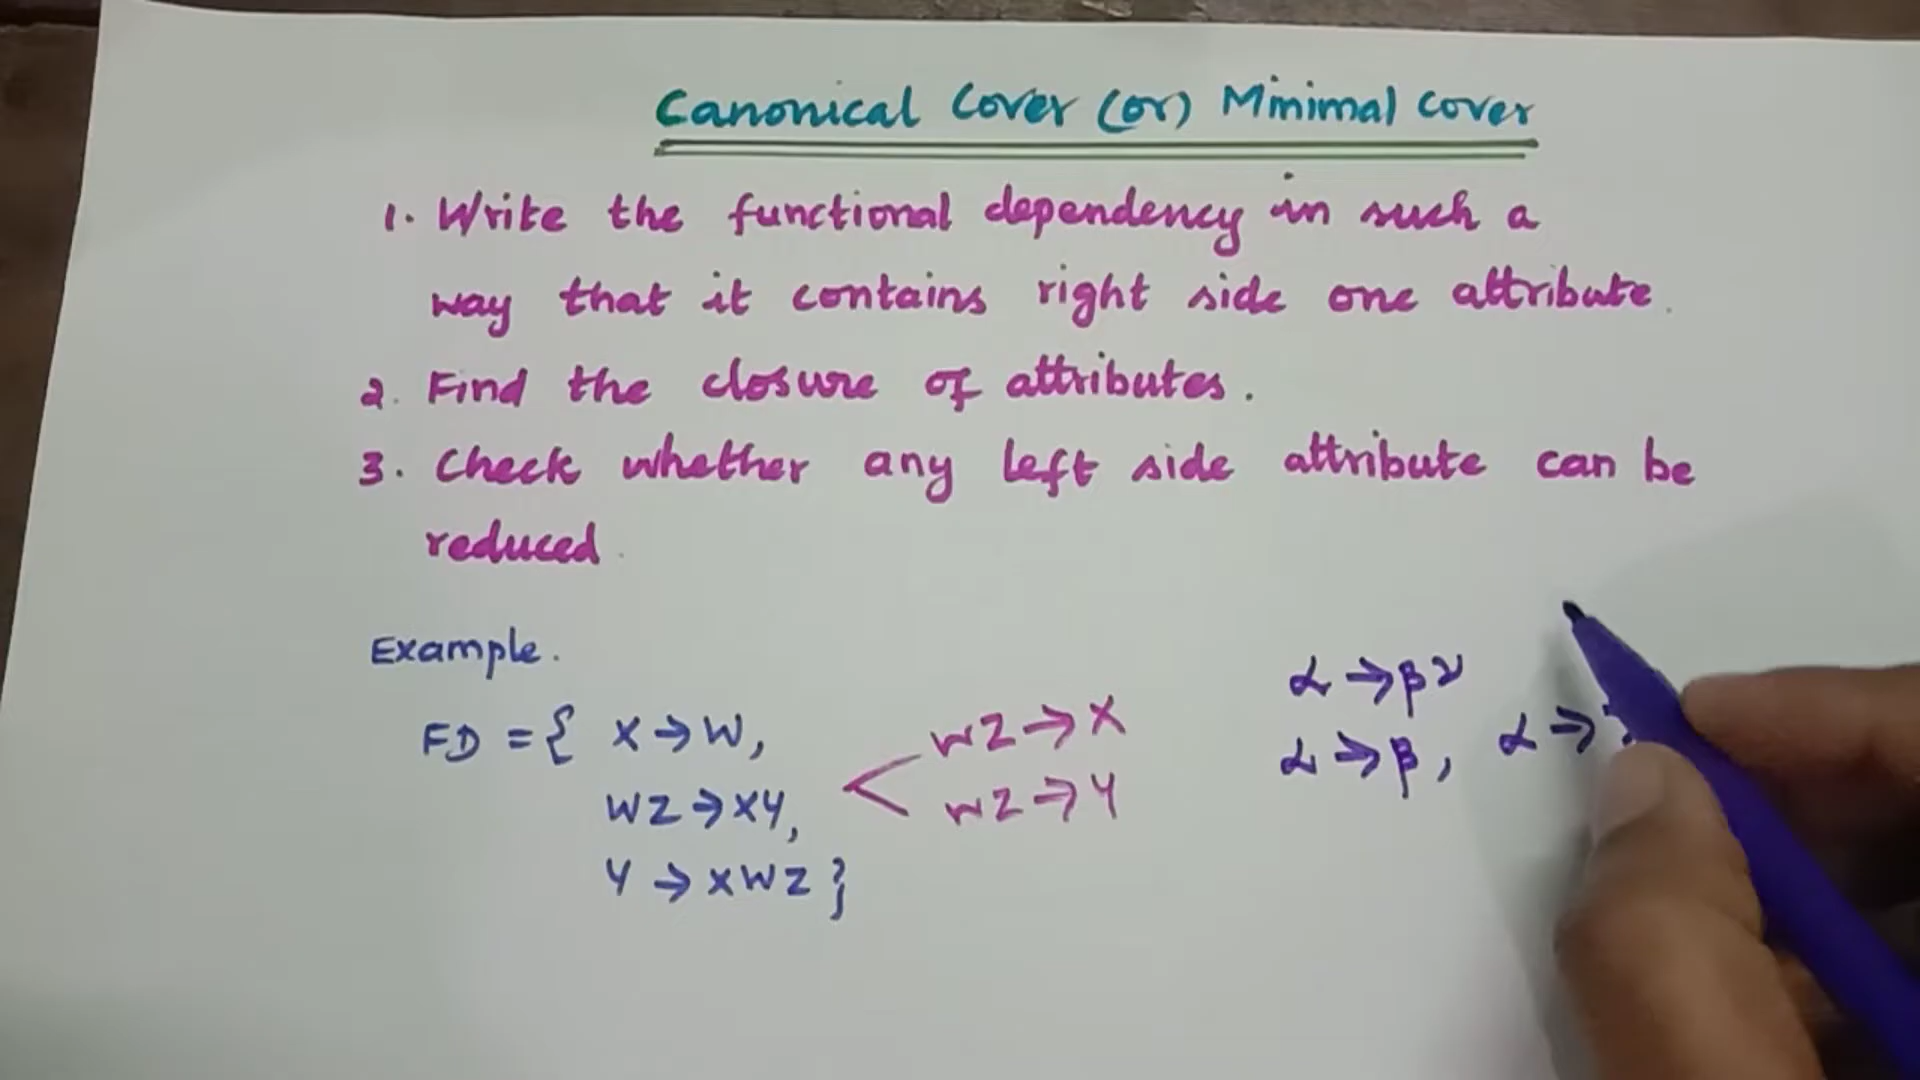 Canonical Cover (or) Minimal Cover
1. Write the functional dependency in such a
way that it contains right side one attribute.
2. Find the closure of attributes.
3. Check whether any left side attribute can be
reduced.
Example.
FD = { X → W,
WZ → XY,
Y → XWZ }
WZ → X
WZ → Y
α → βγ
α → β, α →